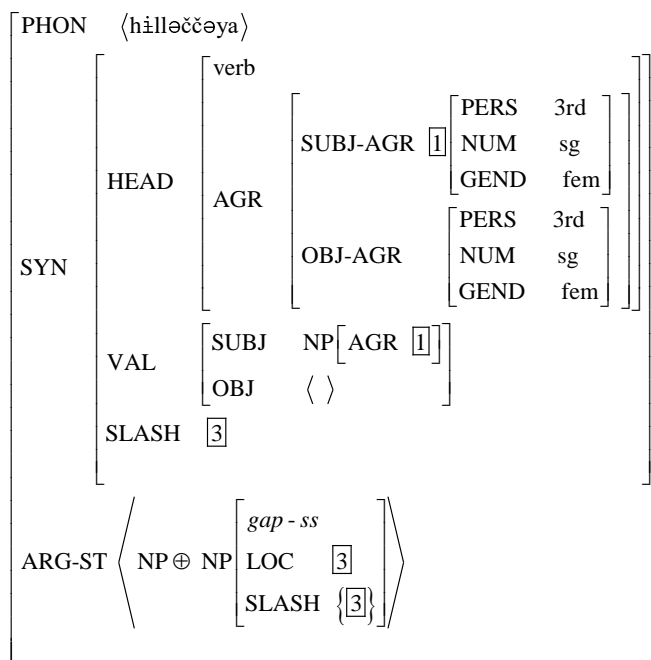 PHON ⟨hɨlləččəya⟩
verb
PERS 3rd
SUBJ-AGR 1 NUM sg
GEND fem
HEAD
AGR
PERS 3rd
OBJ-AGR NUM sg
GEND fem
SYN
SUBJ NP[AGR 1]
VAL
OBJ ⟨ ⟩
SLASH 3
gap - ss
ARG-ST ⟨NP ⊕ NP LOC 3⟩
SLASH {3}